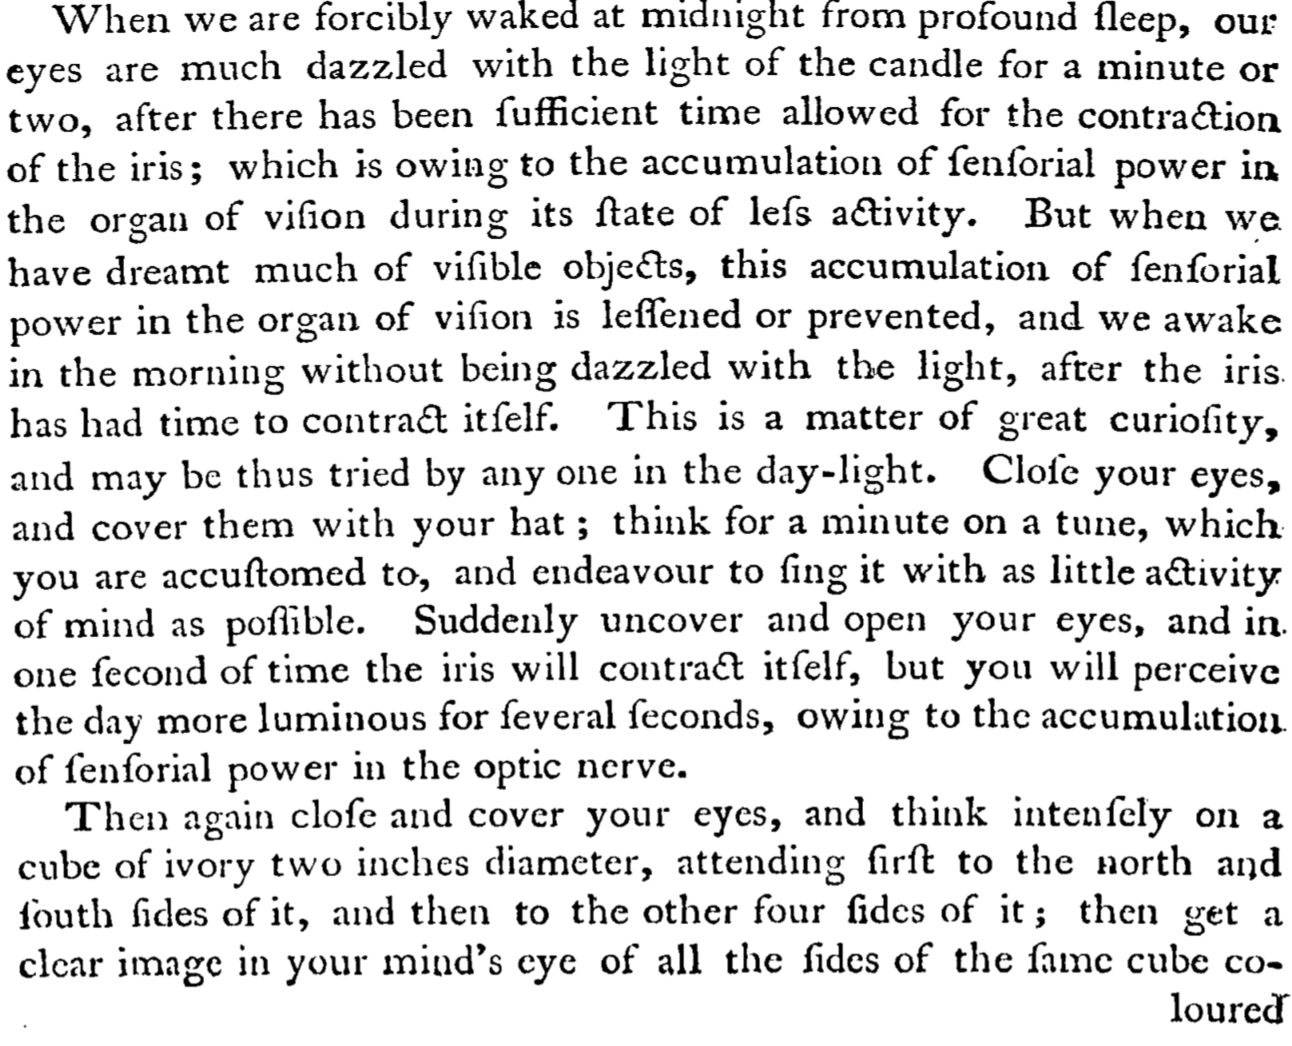 When we are forcibly waked at midnight from profound ſleep, our
eyes are much dazzled with the light of the candle for a minute or
two, after there has been ſufficient time allowed for the contraction
of the iris; which is owing to the accumulation of ſenſorial power in
the organ of viſion during its ſtate of leſs activity. But when we
have dreamt much of viſible objects, this accumulation of ſenſorial
power in the organ of viſion is leſſened or prevented, and we awake
in the morning without being dazzled with the light, after the iris
has had time to contract itſelf. This is a matter of great curioſity,
and may be thus tried by any one in the day-light. Cloſe your eyes,
and cover them with your hat; think for a minute on a tune, which
you are accuſtomed to, and endeavour to ſing it with as little activity
of mind as poſſible. Suddenly uncover and open your eyes, and in
one ſecond of time the iris will contract itſelf, but you will perceive
the day more luminous for ſeveral ſeconds, owing to the accumulation
of ſenſorial power in the optic nerve.
Then again cloſe and cover your eyes, and think intenſely on a
cube of ivory two inches diameter, attending firſt to the north and
ſouth ſides of it, and then to the other four ſides of it; then get a
clear image in your mind's eye of all the ſides of the ſame cube co-
loured